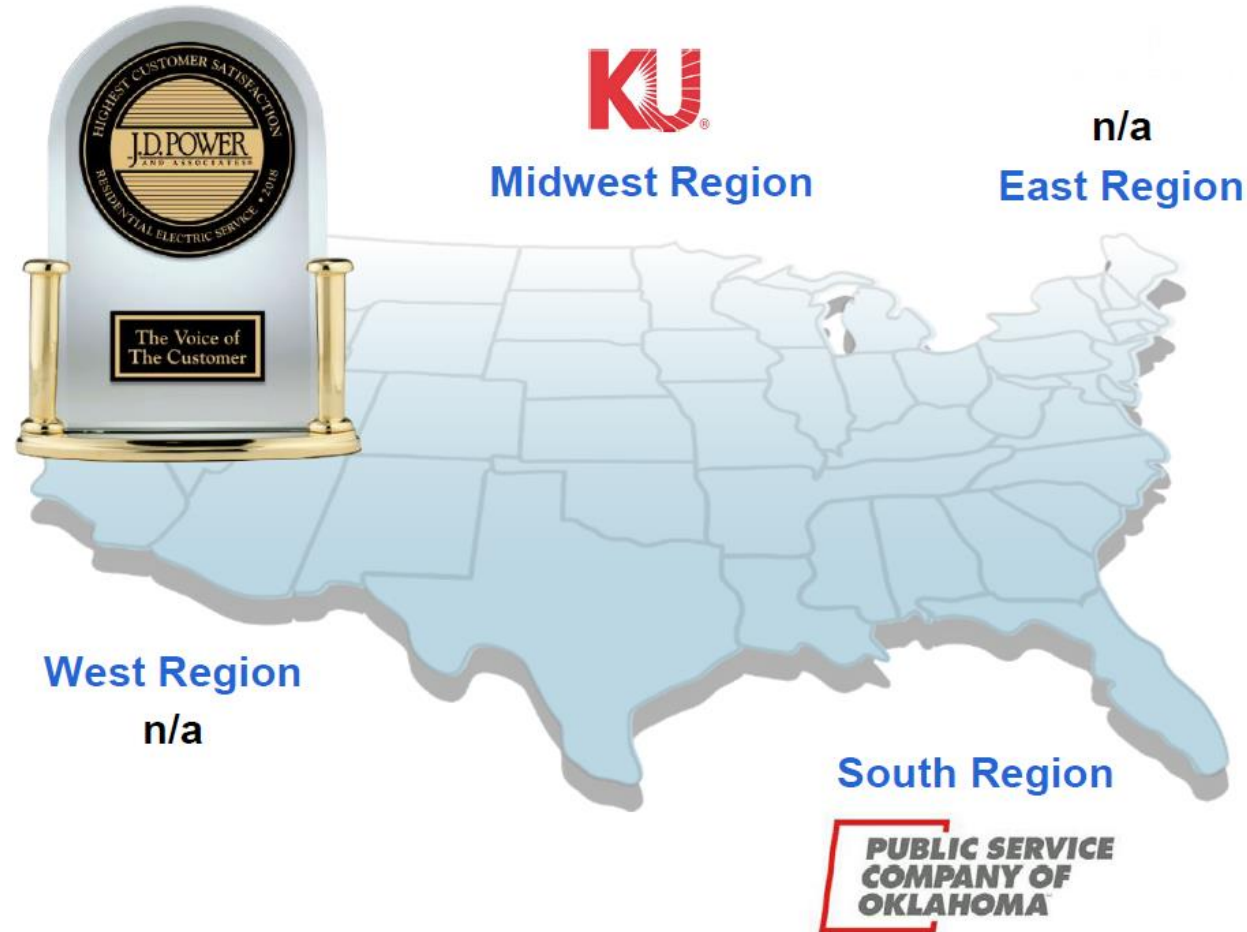 HIGHEST CUSTOMER SATISFACTION
J.D. POWER
AND ASSOCIATES®
RESIDENTIAL ELECTRIC SERVICE • 2018
The Voice of
The Customer
KU®
Midwest Region
n/a
East Region
West Region
n/a
South Region
PUBLIC SERVICE
COMPANY OF
OKLAHOMA